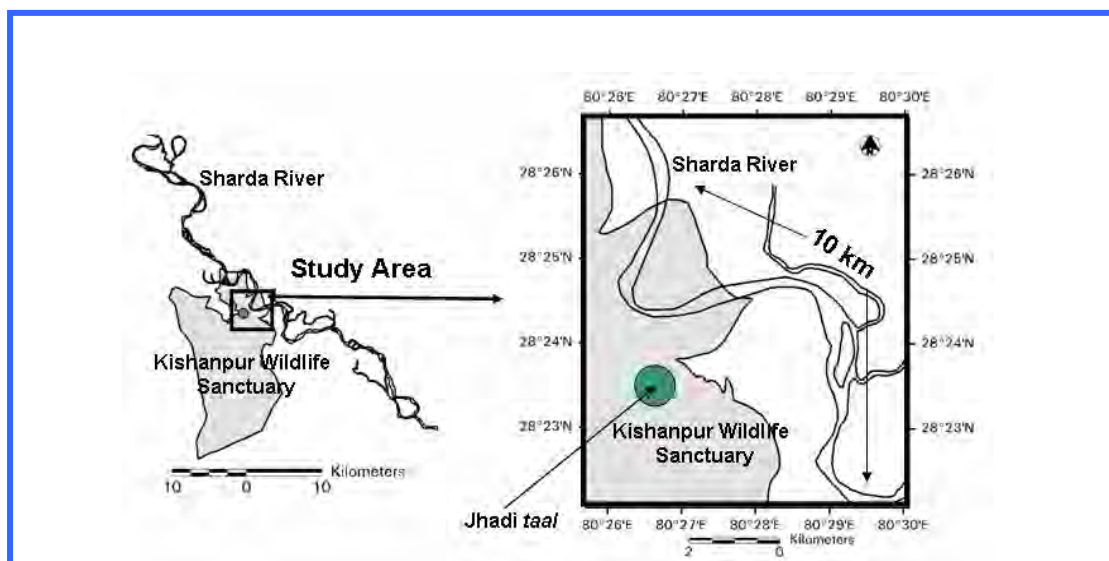 80°26'E 80°27'E 80°28'E 80°29'E 80°30'E
Sharda River
Sharda River
28°26'N 28°26'N
10 km
28°25'N 28°25'N
Study Area
28°24'N 28°24'N
Kishanpur Wildlife
Sanctuary
28°23'N 28°23'N
Kishanpur Wildlife
Sanctuary
Kilometers
10 0 10
Jhadi taal
80°26'E 80°27'E 80°28'E 80°29'E 80°30'E
Kilometers
2 0